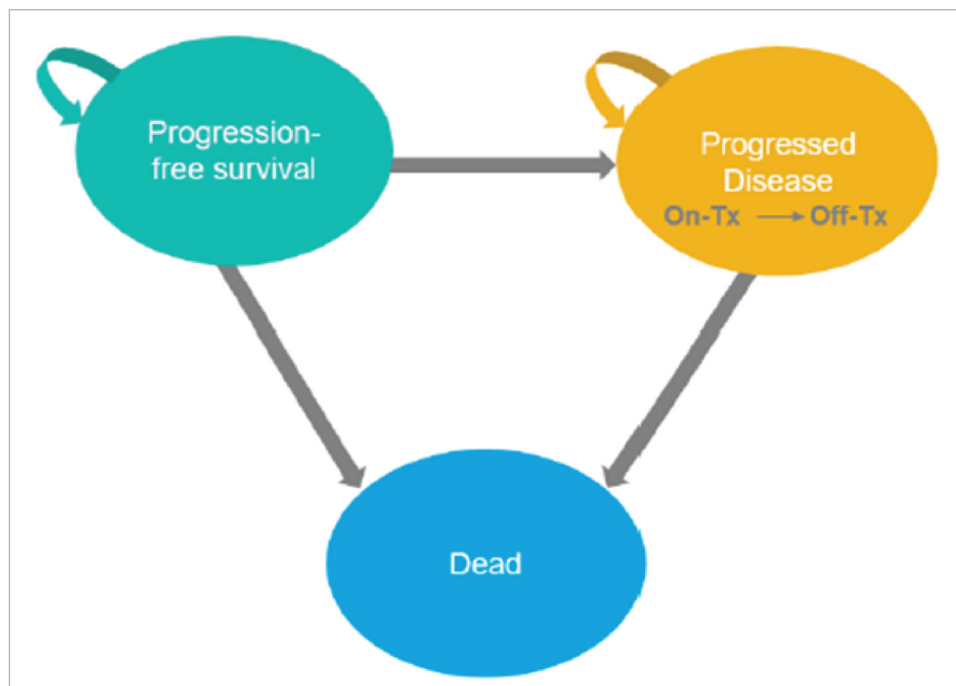 Progression-
free survival
Progressed
Disease
On-Tx Off-Tx
Dead